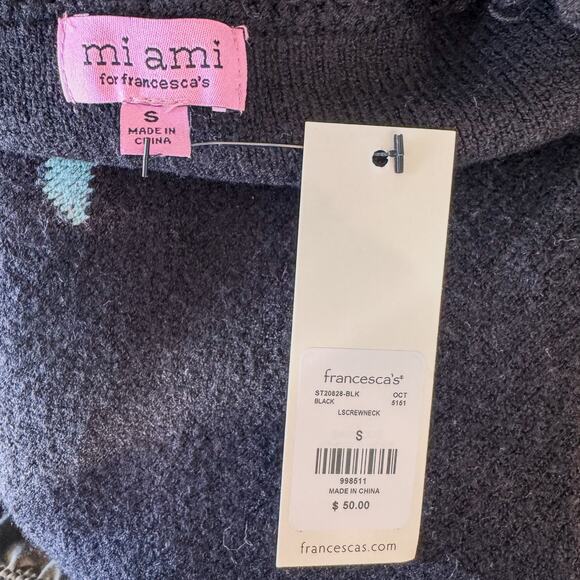 mi ami
for francesca's
S
MADE IN
CHINA
francesca's®
ST20828-BLK OCT
BLACK 5151
LSCREWNECK
S
998511
MADE IN CHINA
$ 50.00
francescas.com